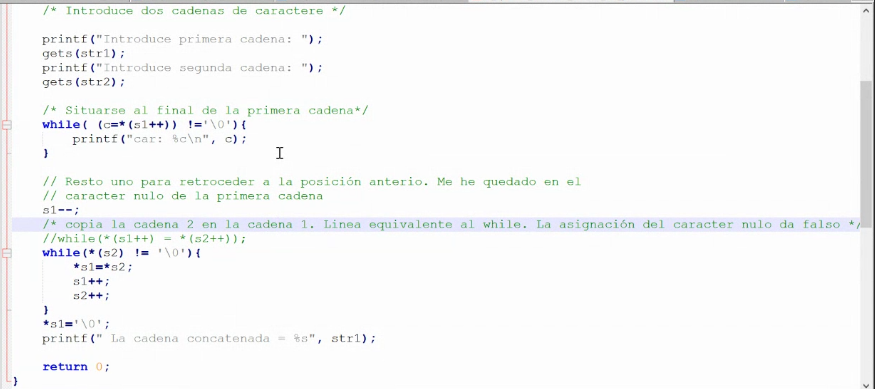 /* Introduce dos cadenas de caractere */
printf("Introduce primera cadena: ");
gets(str1);
printf("Introduce segunda cadena: ");
gets(str2);
/* Situarse al final de la primera cadena*/
while( (c=*(s1++)) !='\0'){
printf("car: %c\n", c);
}
// Resto uno para retroceder a la posición anterio. Me he quedado en el
// caracter nulo de la primera cadena
s1--;
/* copia la cadena 2 en la cadena 1. Linea equivalente al while. La asignación del caracter nulo da falso */
//while(*(s1++) = *(s2++));
while(*(s2) != '\0'){
*s1=*s2;
s1++;
s2++;
}
*s1='\0';
printf(" La cadena concatenada = %s", str1);
return 0;
}